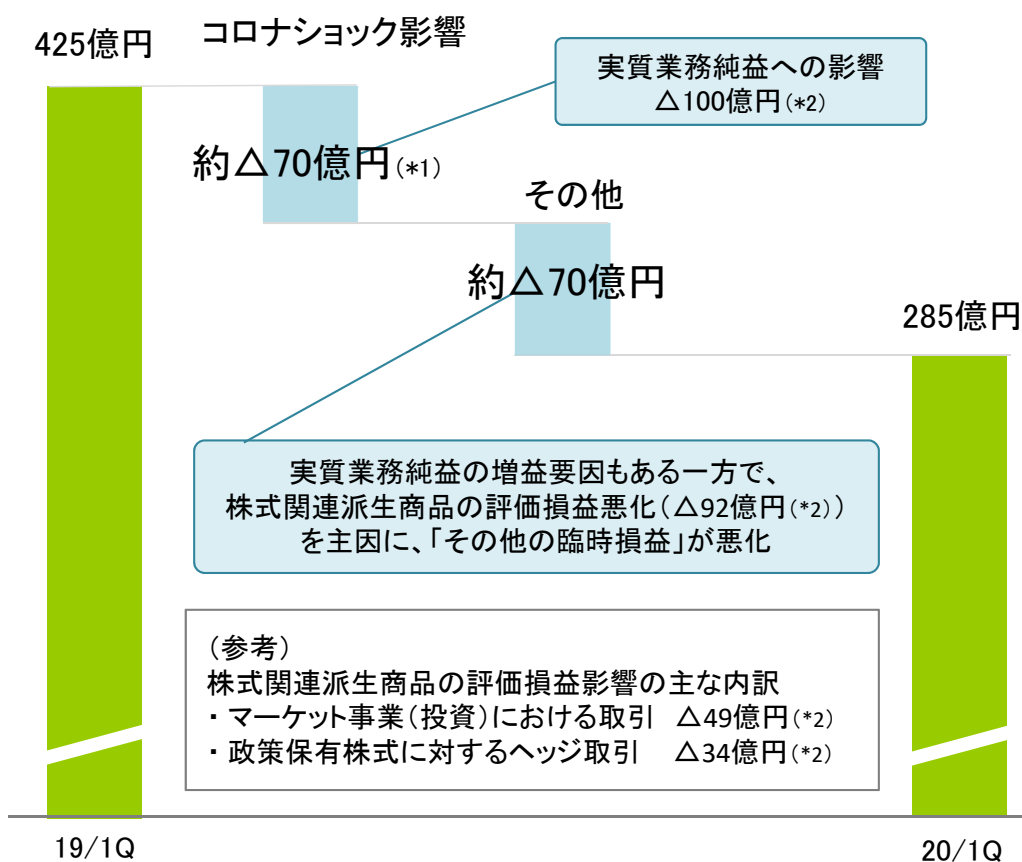 425億円
コロナショック影響
実質業務純益への影響
△100億円(*2)
約△70億円(*1)
その他
約△70億円
285億円
実質業務純益の増益要因もある一方で、
株式関連派生商品の評価損益悪化(△92億円(*2))
を主因に、「その他の臨時損益」が悪化
(参考)
株式関連派生商品の評価損益影響の主な内訳
・マーケット事業(投資)における取引 △49億円(*2)
・政策保有株式に対するヘッジ取引 △34億円(*2)
19/1Q
20/1Q